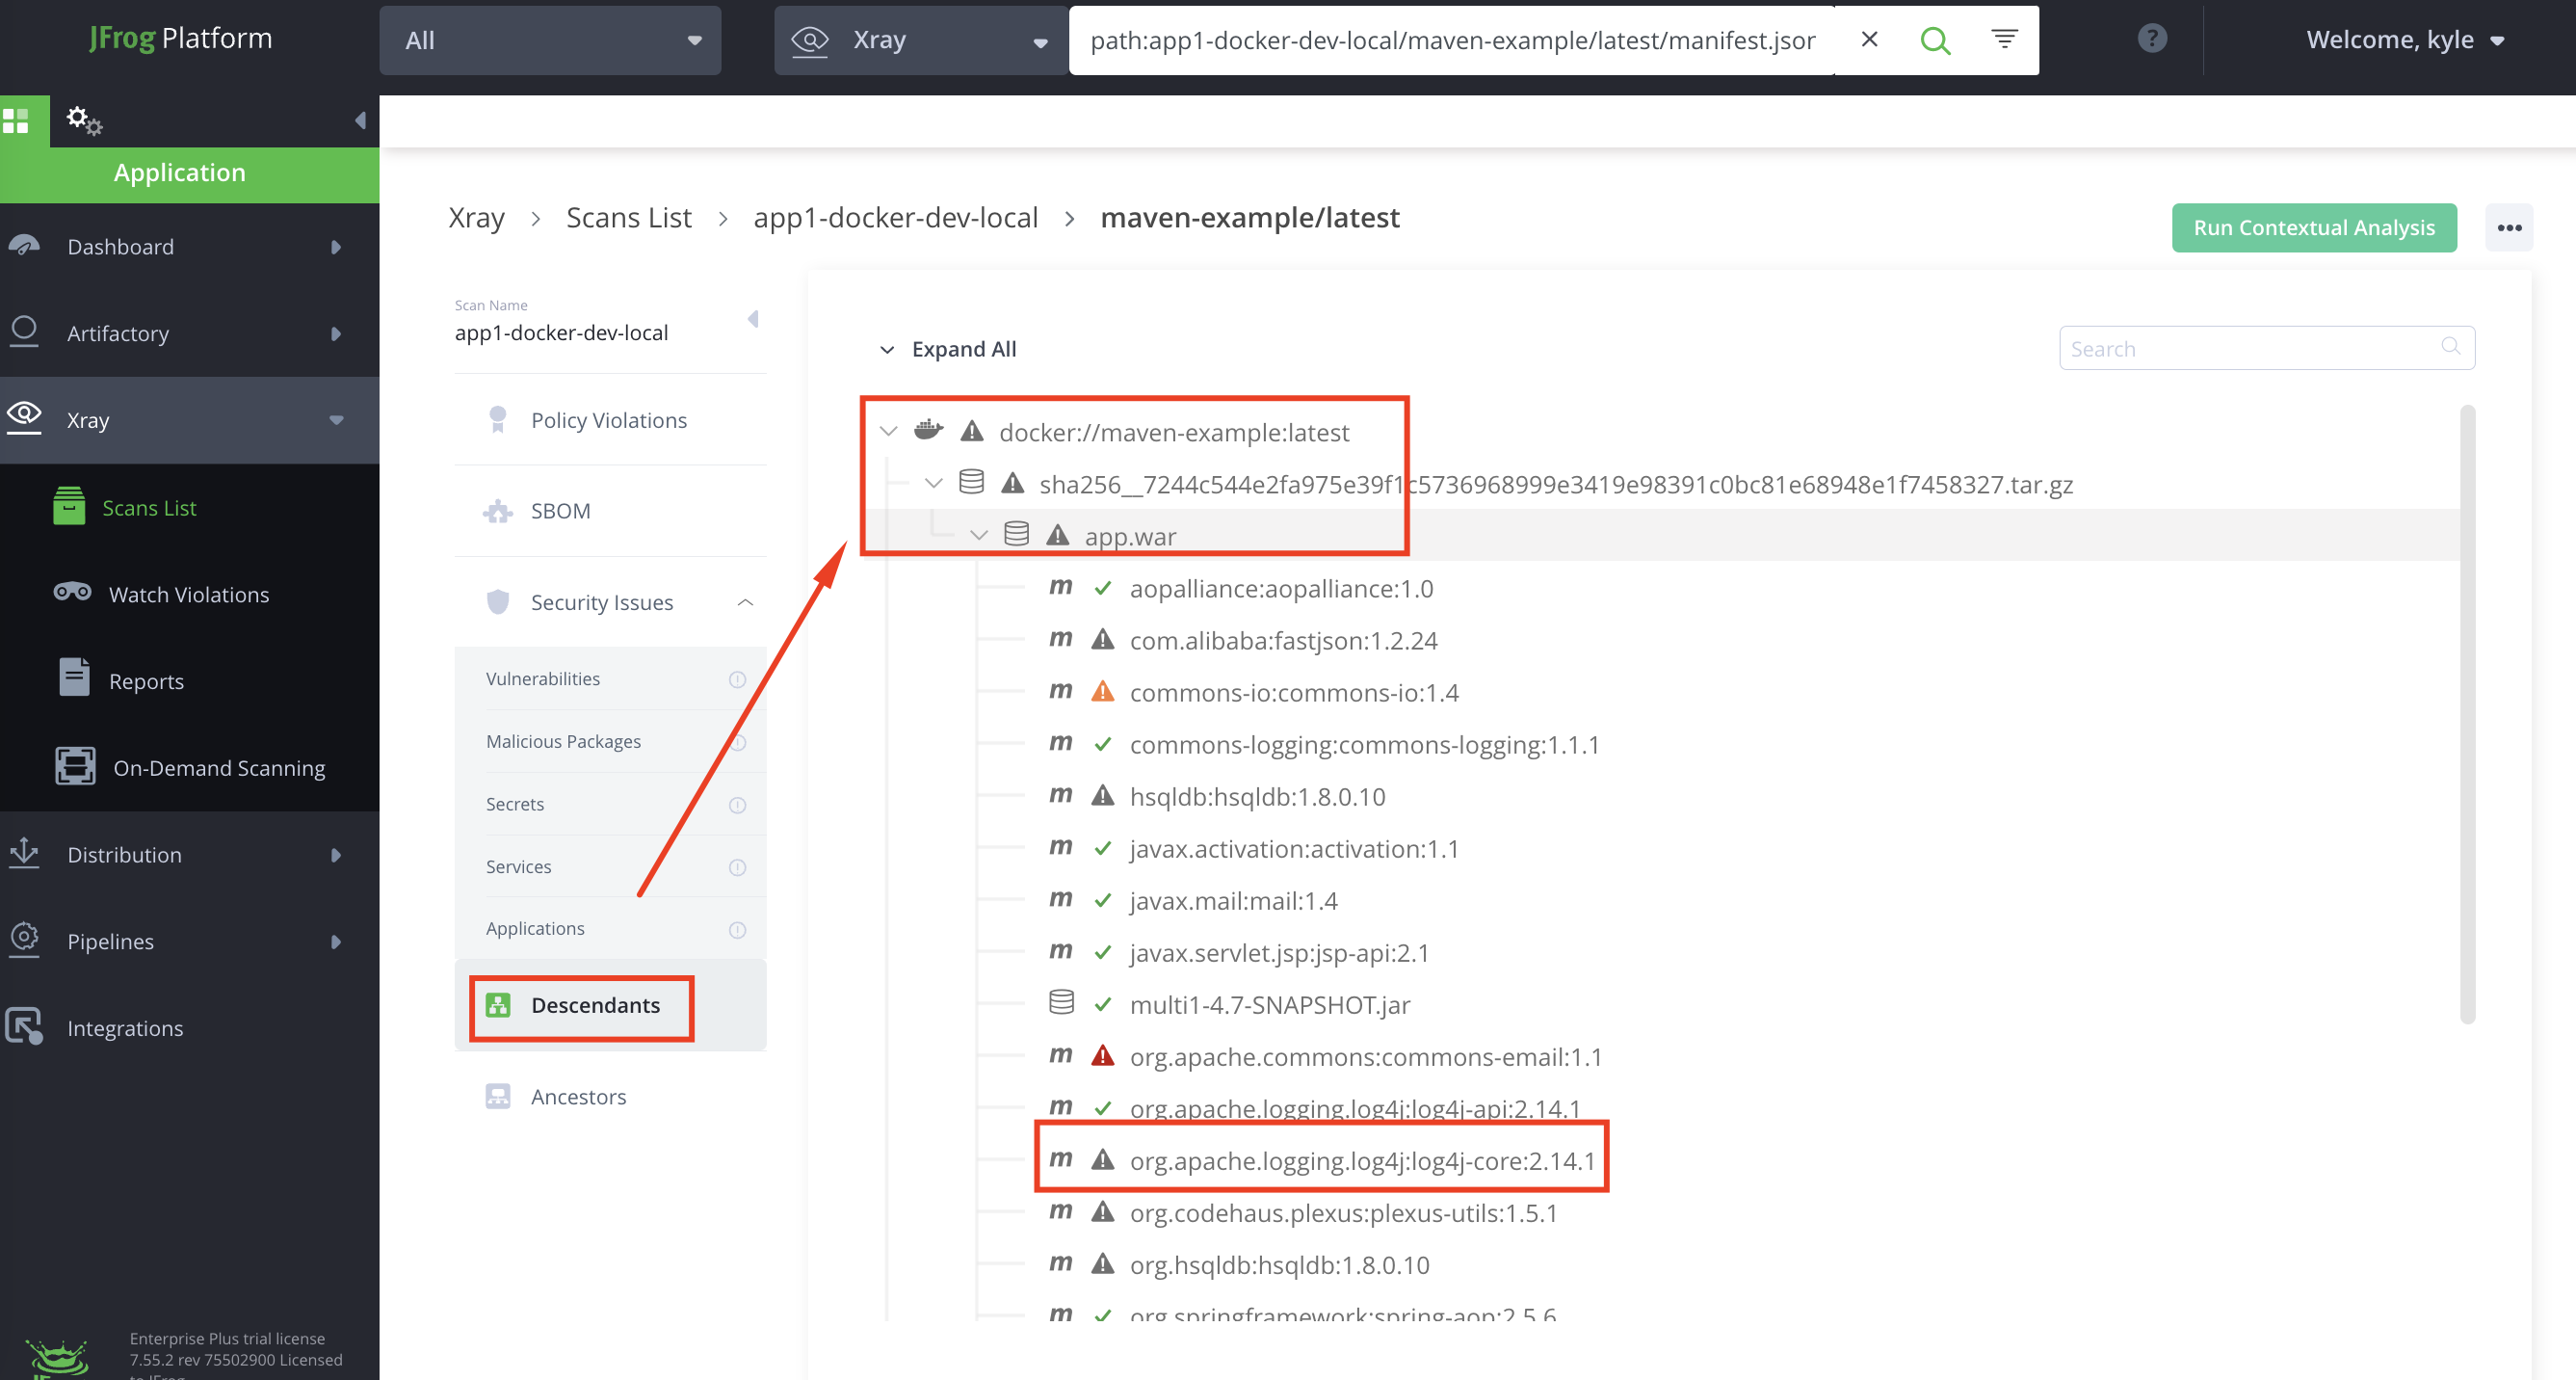 JFrog Platform
All
Xray
path:app1-docker-dev-local/maven-example/latest/manifest.jsor
?
Welcome, kyle
Application
Dashboard
Artifactory
Xray
Scans List
Watch Violations
Reports
On-Demand Scanning
Distribution
Pipelines
Integrations
Enterprise Plus trial license
7.55.2 rev 75502900 Licensed
to JFrog
Xray > Scans List > app1-docker-dev-local > maven-example/latest
Run Contextual Analysis
Scan Name
app1-docker-dev-local
Policy Violations
SBOM
Security Issues
Vulnerabilities
Malicious Packages
Secrets
Services
Applications
Descendants
Ancestors
Expand All
Search
docker://maven-example:latest
sha256__7244c544e2fa975e39f1c5736968999e3419e98391c0bc81e68948e1f7458327.tar.gz
app.war
m aopalliance:aopalliance:1.0
m com.alibaba:fastjson:1.2.24
m commons-io:commons-io:1.4
m commons-logging:commons-logging:1.1.1
m hsqldb:hsqldb:1.8.0.10
m javax.activation:activation:1.1
m javax.mail:mail:1.4
m javax.servlet.jsp:jsp-api:2.1
multi1-4.7-SNAPSHOT.jar
m org.apache.commons:commons-email:1.1
m org.apache.logging.log4j:log4j-api:2.14.1
m org.apache.logging.log4j:log4j-core:2.14.1
m org.codehaus.plexus:plexus-utils:1.5.1
m org.hsqldb:hsqldb:1.8.0.10
m org.springframework:spring-aop:2.5.6